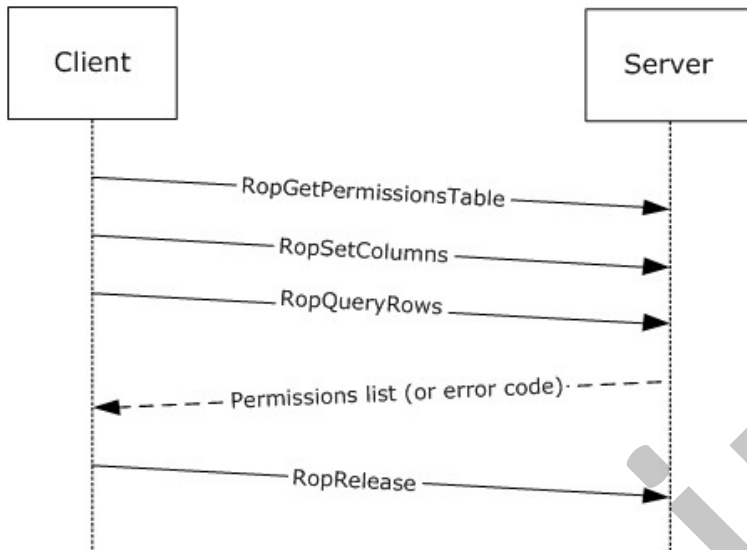 Client
Server
RopGetPermissionsTable
RopSetColumns
RopQueryRows
Permissions list (or error code)
RopRelease